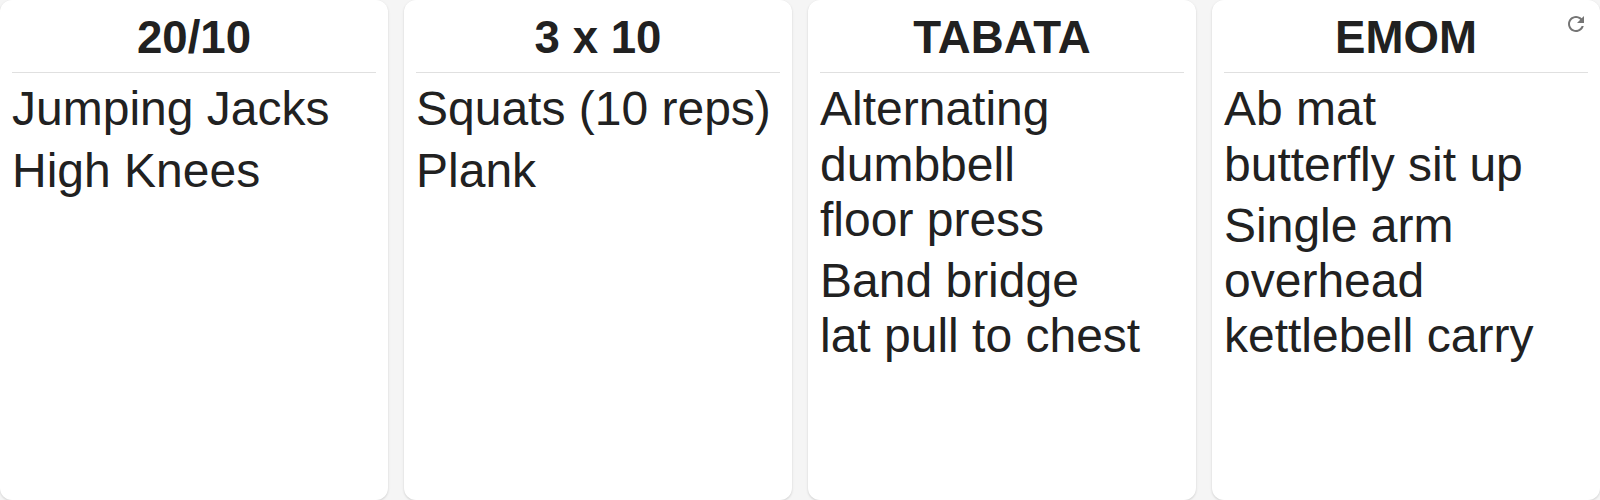 20/10
Jumping Jacks
High Knees
3 x 10
Squats (10 reps)
Plank
TABATA
Alternating
dumbbell
floor press
Band bridge
lat pull to chest
EMOM
Ab mat
butterfly sit up
Single arm
overhead
kettlebell carry